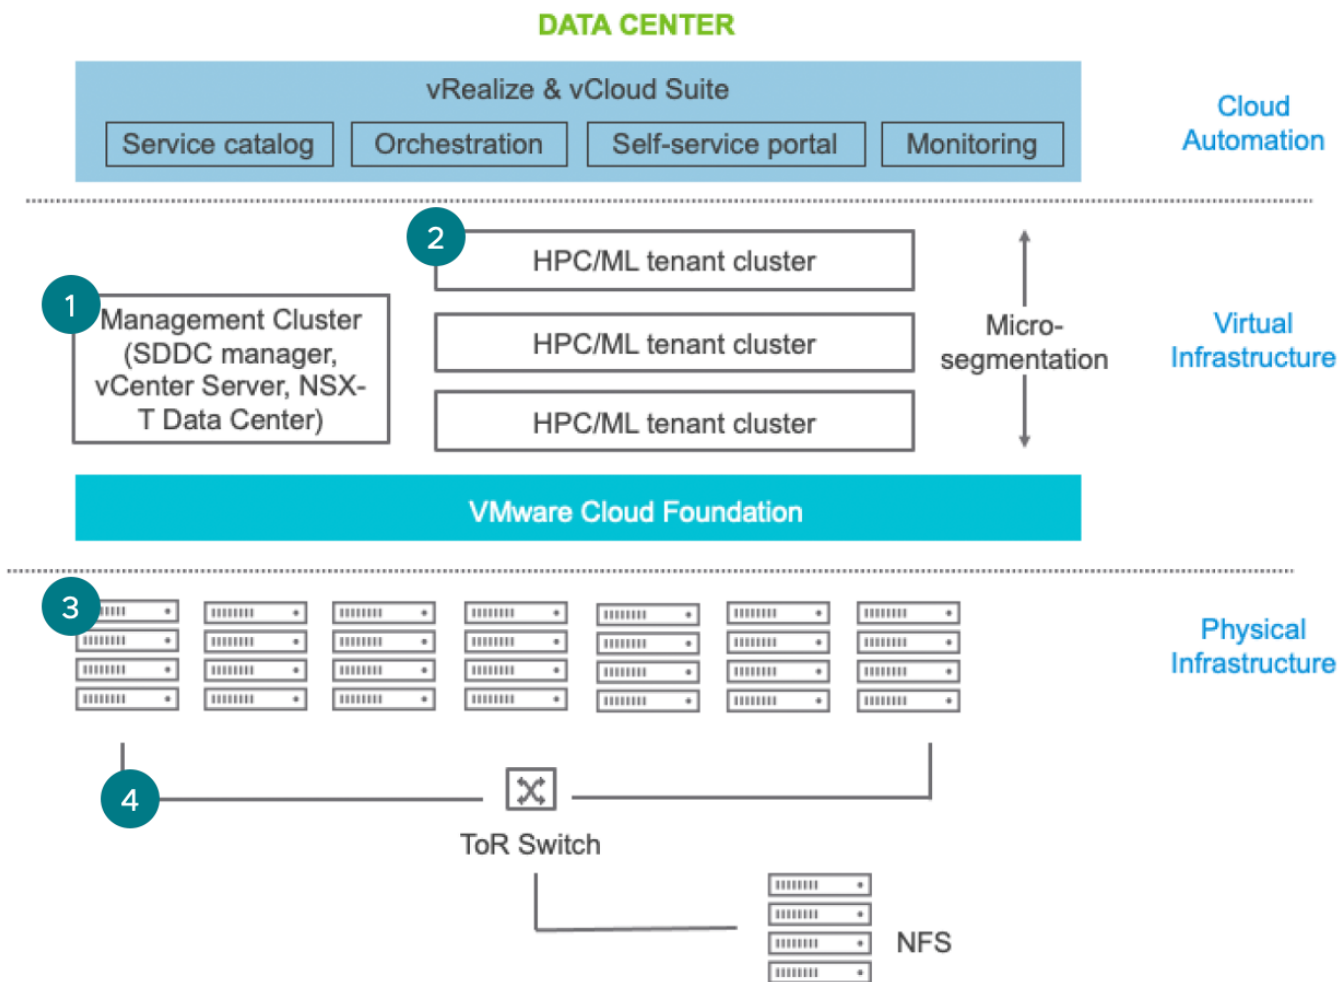 DATA CENTER
vRealize & vCloud Suite
Service catalog
Orchestration
Self-service portal
Monitoring
Cloud
Automation
1
Management Cluster
(SDDC manager,
vCenter Server, NSX-
T Data Center)
2
HPC/ML tenant cluster
HPC/ML tenant cluster
HPC/ML tenant cluster
Micro-
segmentation
Virtual
Infrastructure
VMware Cloud Foundation
3
Physical
Infrastructure
4
ToR Switch
NFS